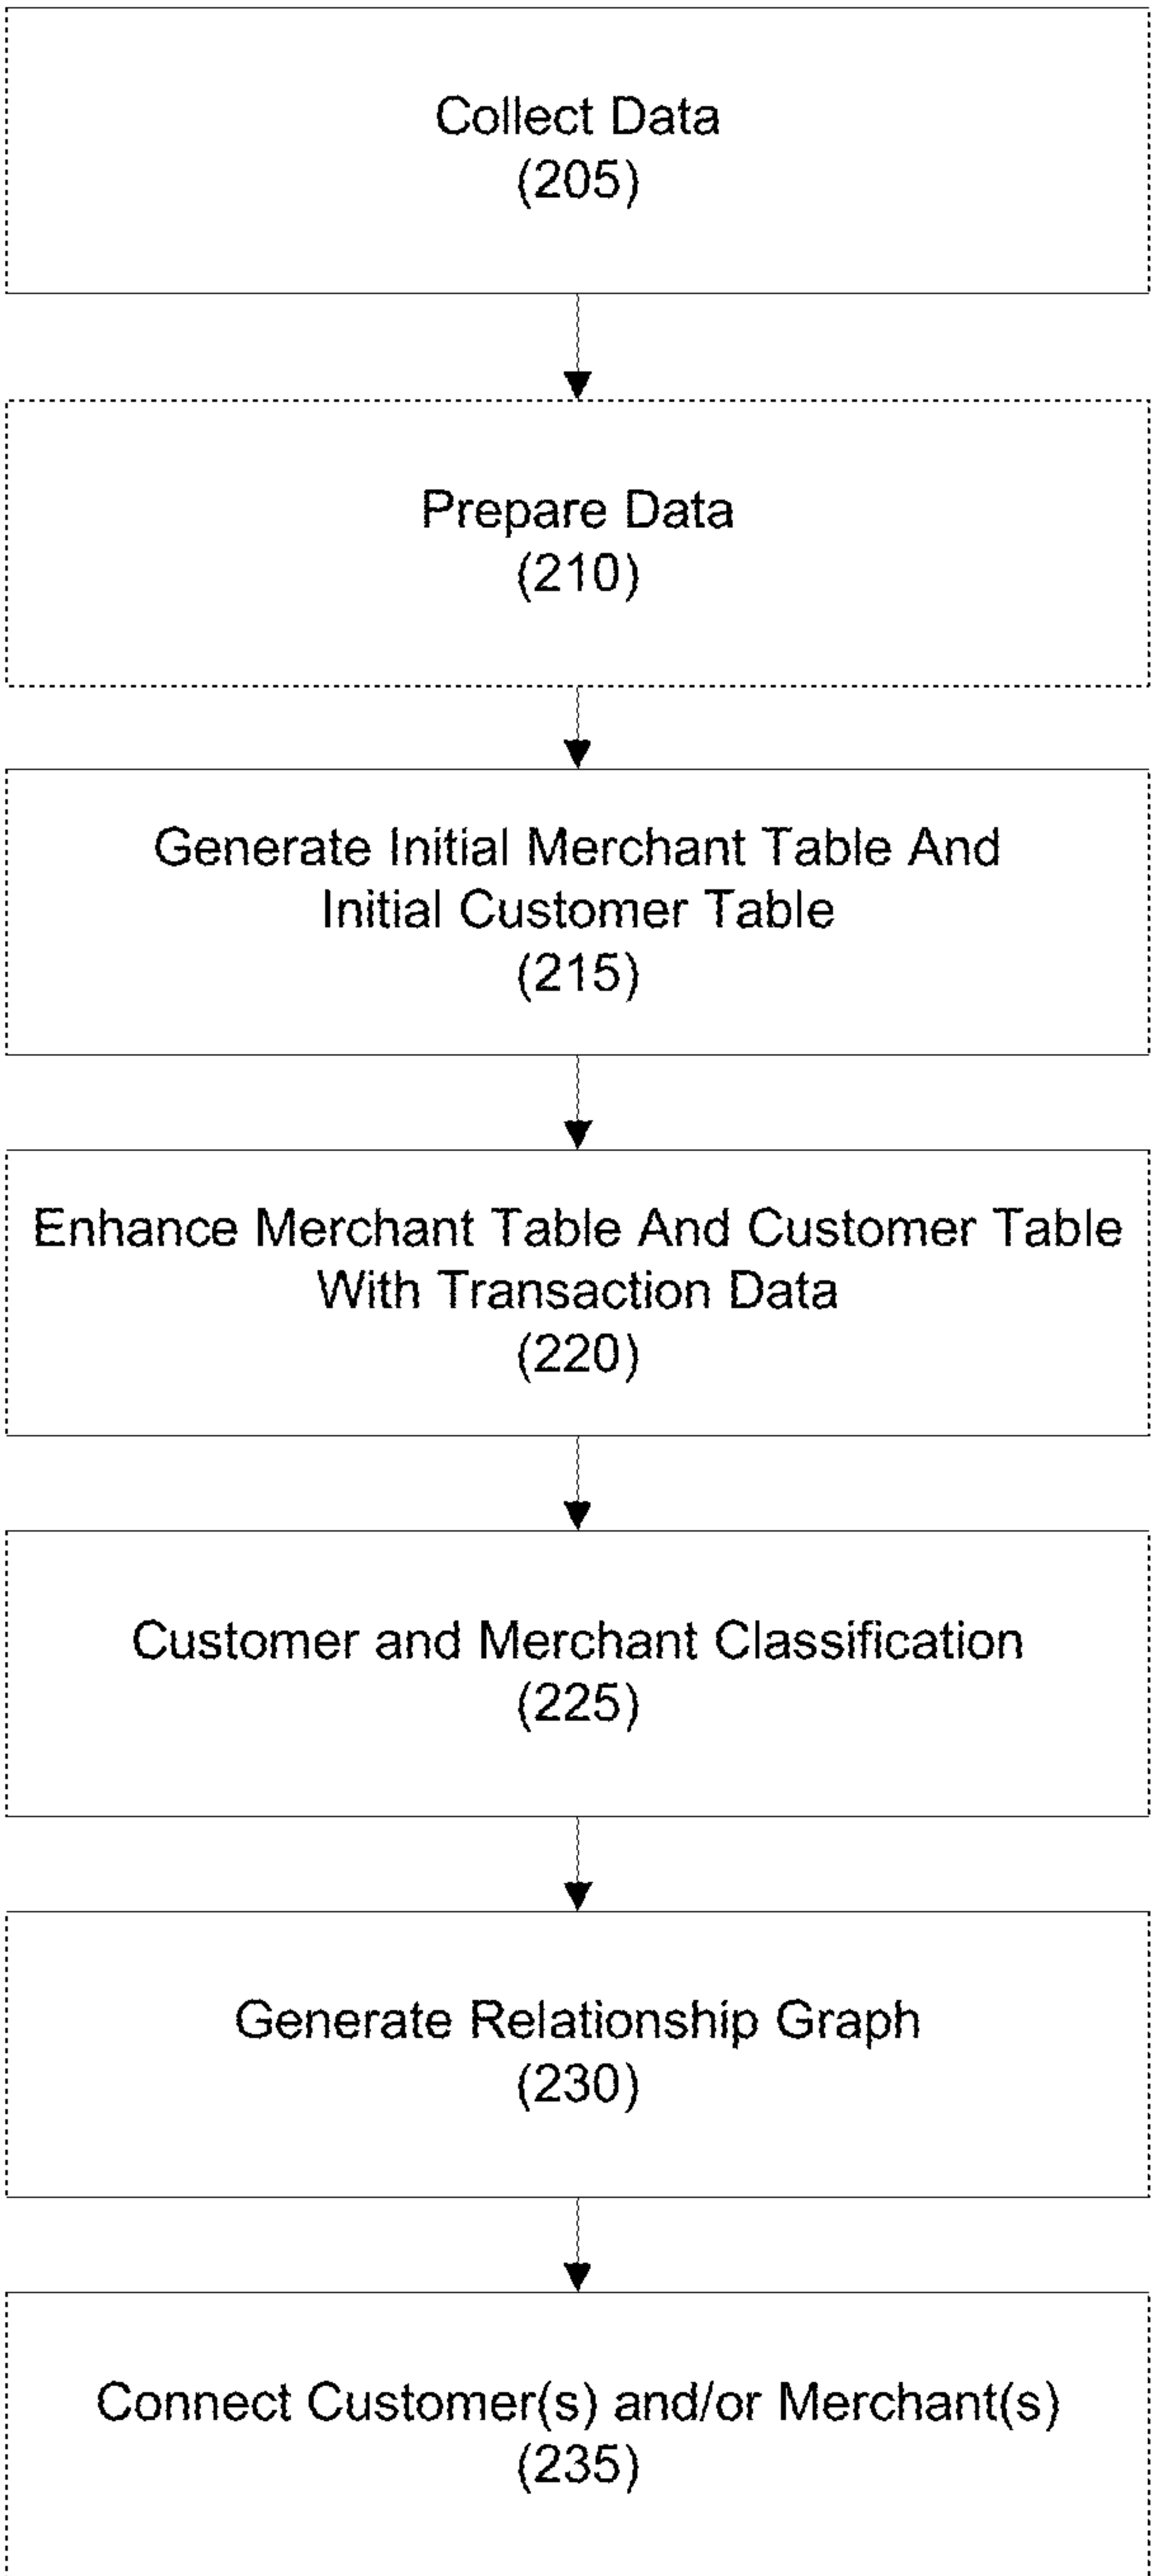 Collect Data
(205)
Prepare Data
(210)
Generate Initial Merchant Table And
Initial Customer Table
(215)
Enhance Merchant Table And Customer Table
With Transaction Data
(220)
Customer and Merchant Classification
(225)
Generate Relationship Graph
(230)
Connect Customer(s) and/or Merchant(s)
(235)